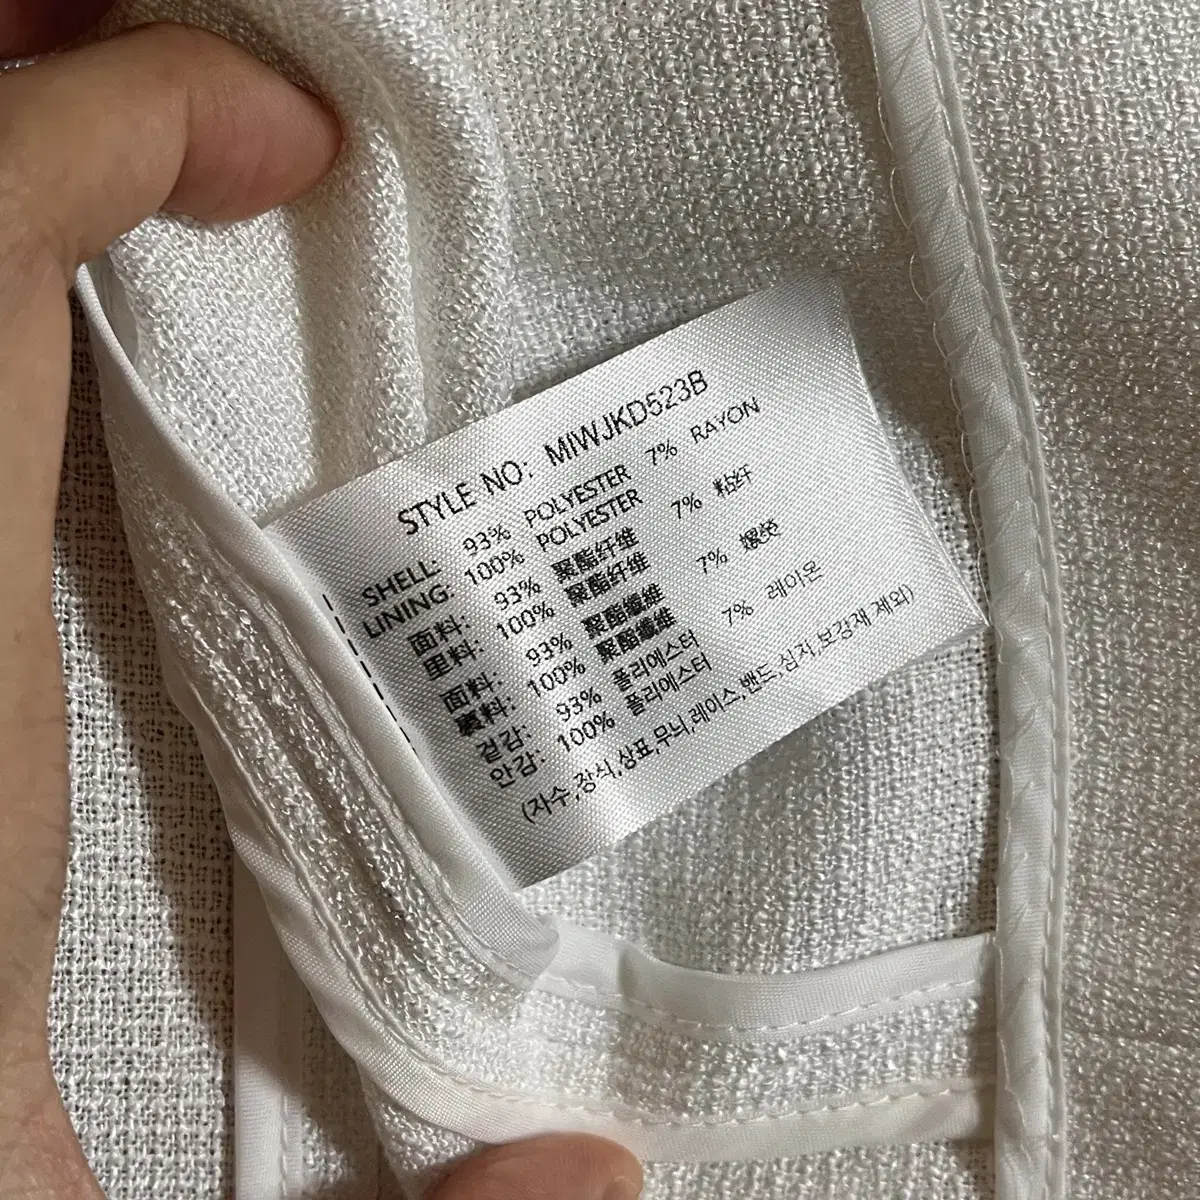 STYLE NO: MIWJKD523B
SHELL: 93% POLYESTER 7% RAYON
LINING: 100% POLYESTER
面料: 93% 聚酯纤维 7% 粘纤
里料: 100% 聚酯纤维
面料: 93% 聚酯纖維 7% 嫘縈
裏料: 100% 聚酯纖維
겉감: 93% 폴리에스터 7% 레이온
안감: 100% 폴리에스터
(자수,장식,상표,무늬,레이스,밴드,심지,보강재 제외)